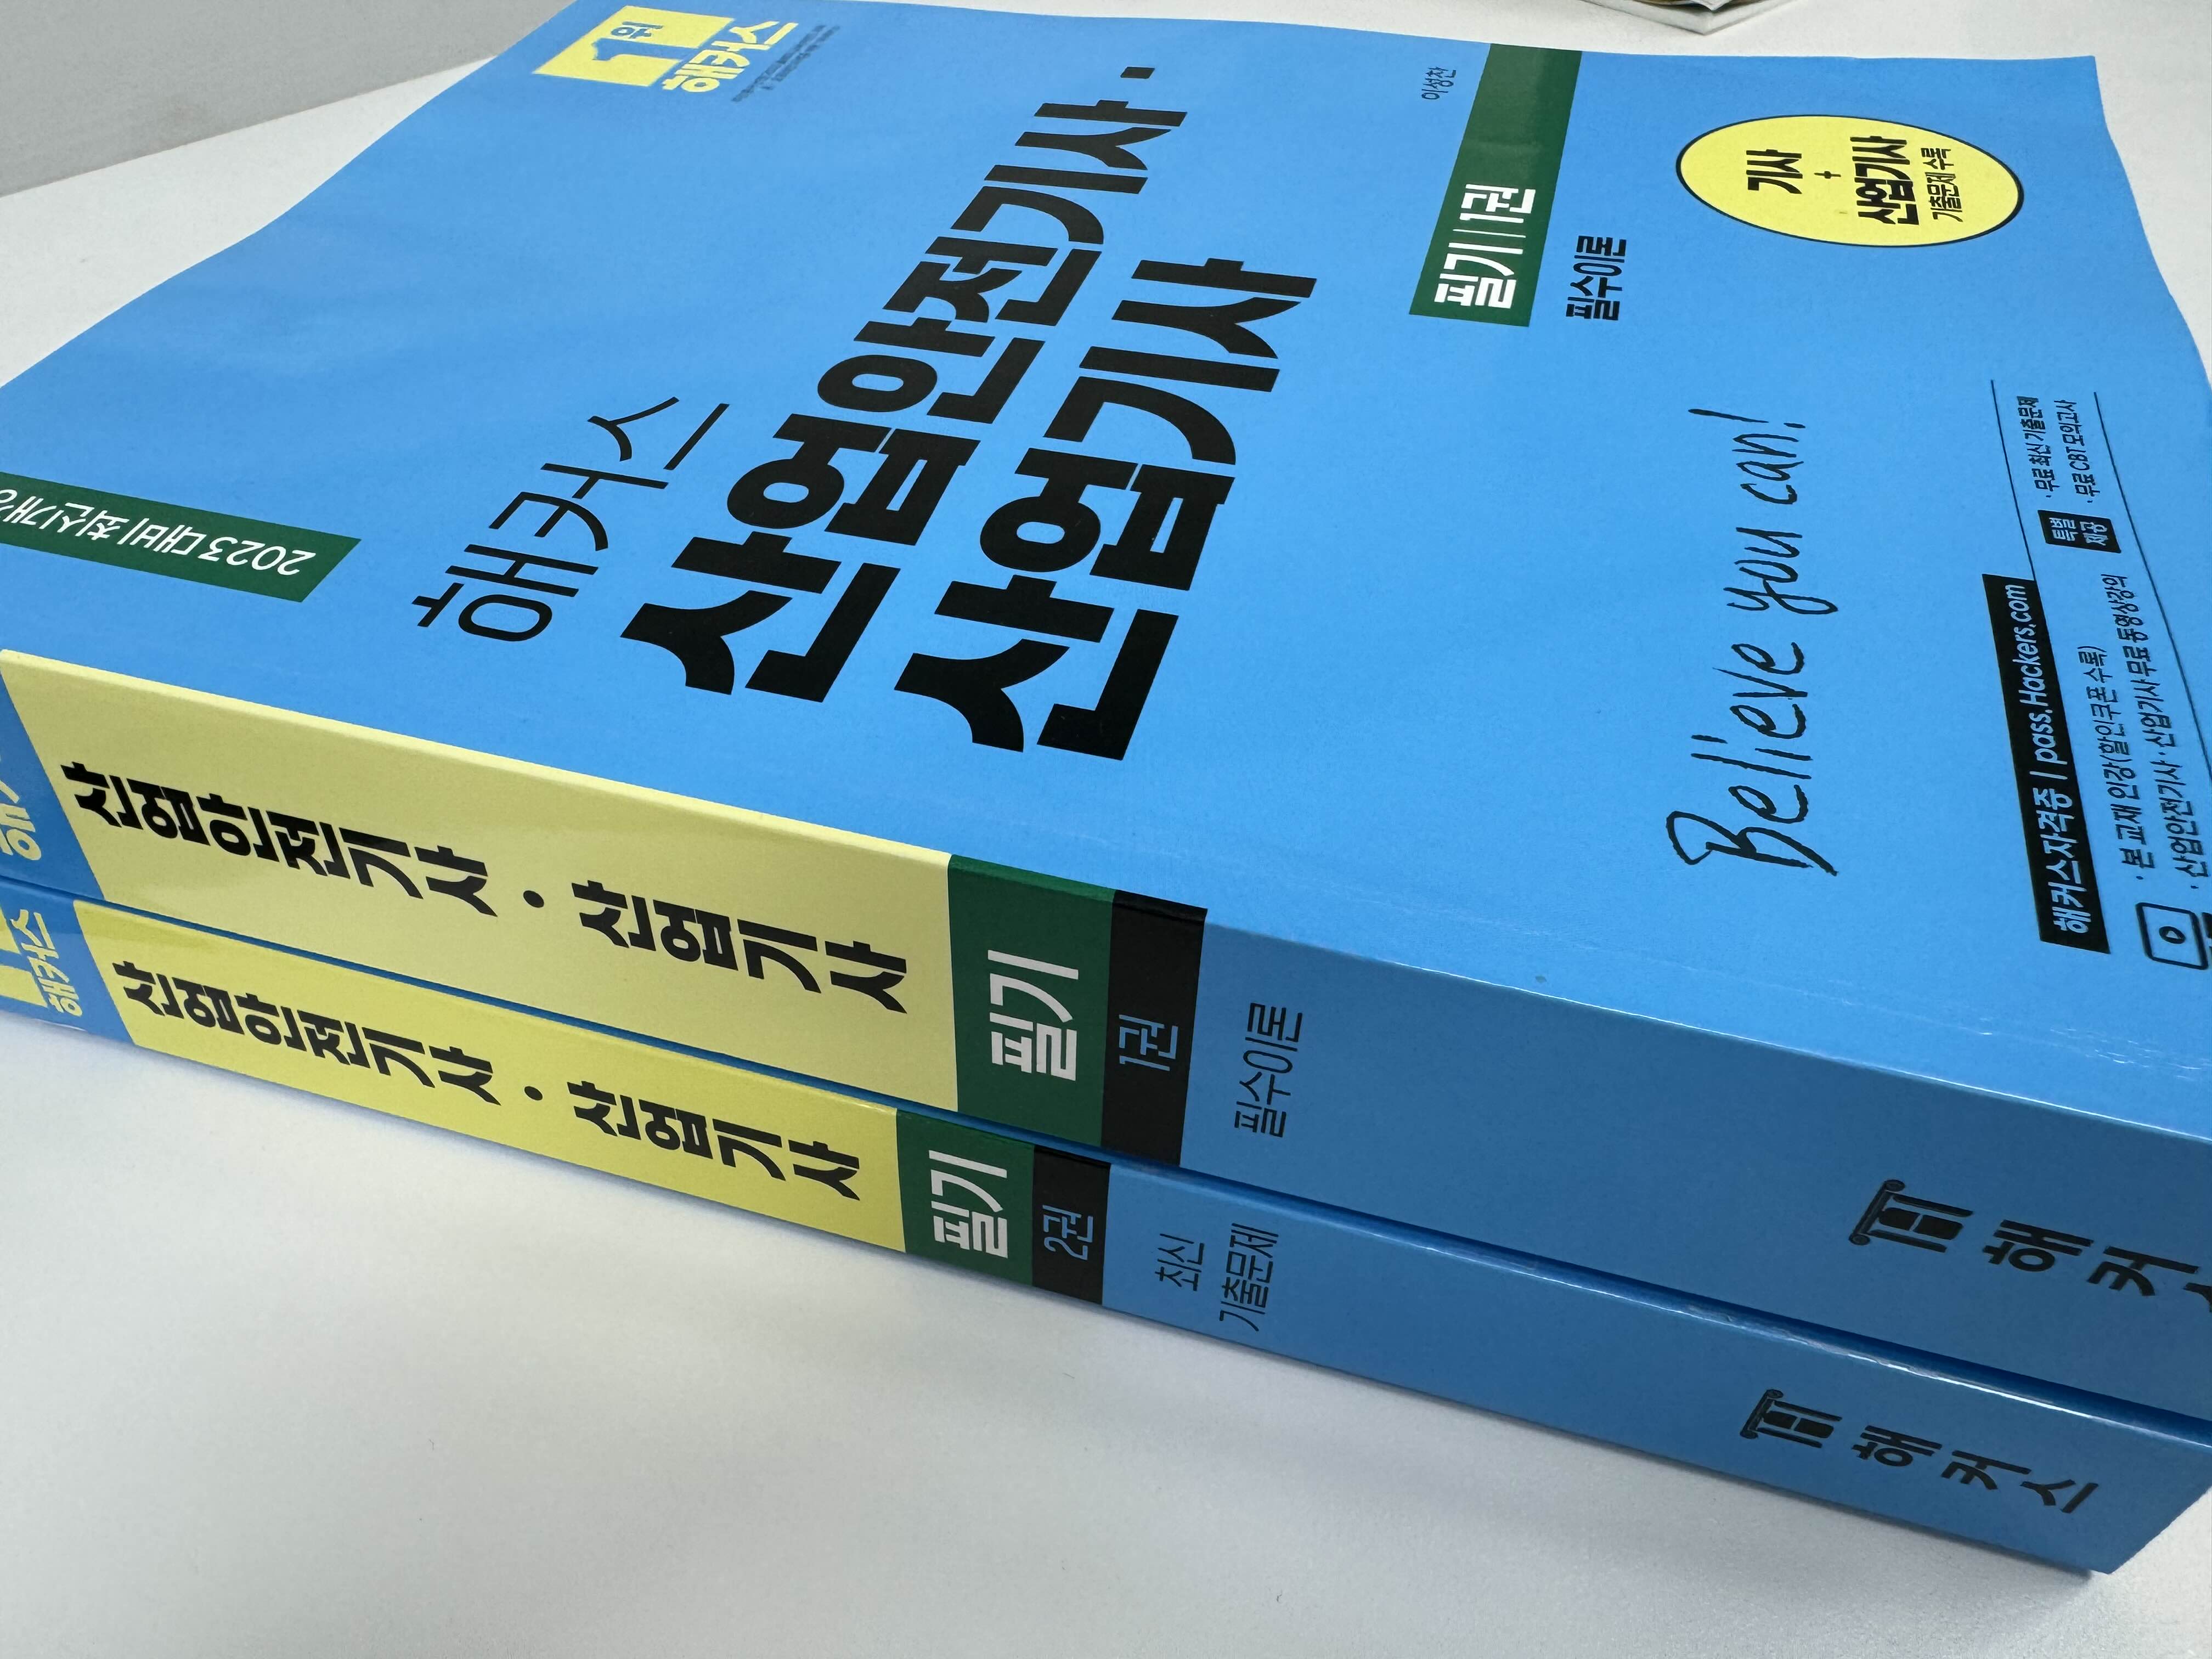 1위
해커스
2023 대비 최신개정
해커스
산업안전기사·
산업기사
이성찬
필기 | 1권
필수이론
기사
+
산업기사
기출문제 수록
Believe you can!
해커스자격증 | pass.Hackers.com
· 본 교재 인강(할인쿠폰 수록)
· 산업안전기사·산업기사 무료 동영상강의
특별
제공
· 무료 최신 기출문제
· 무료 CBT 모의고사
산업안전기사·산업기사
필기
1권
필수이론
해커스
해커스
산업안전기사·산업기사
필기
2권
최신
기출문제
해커스